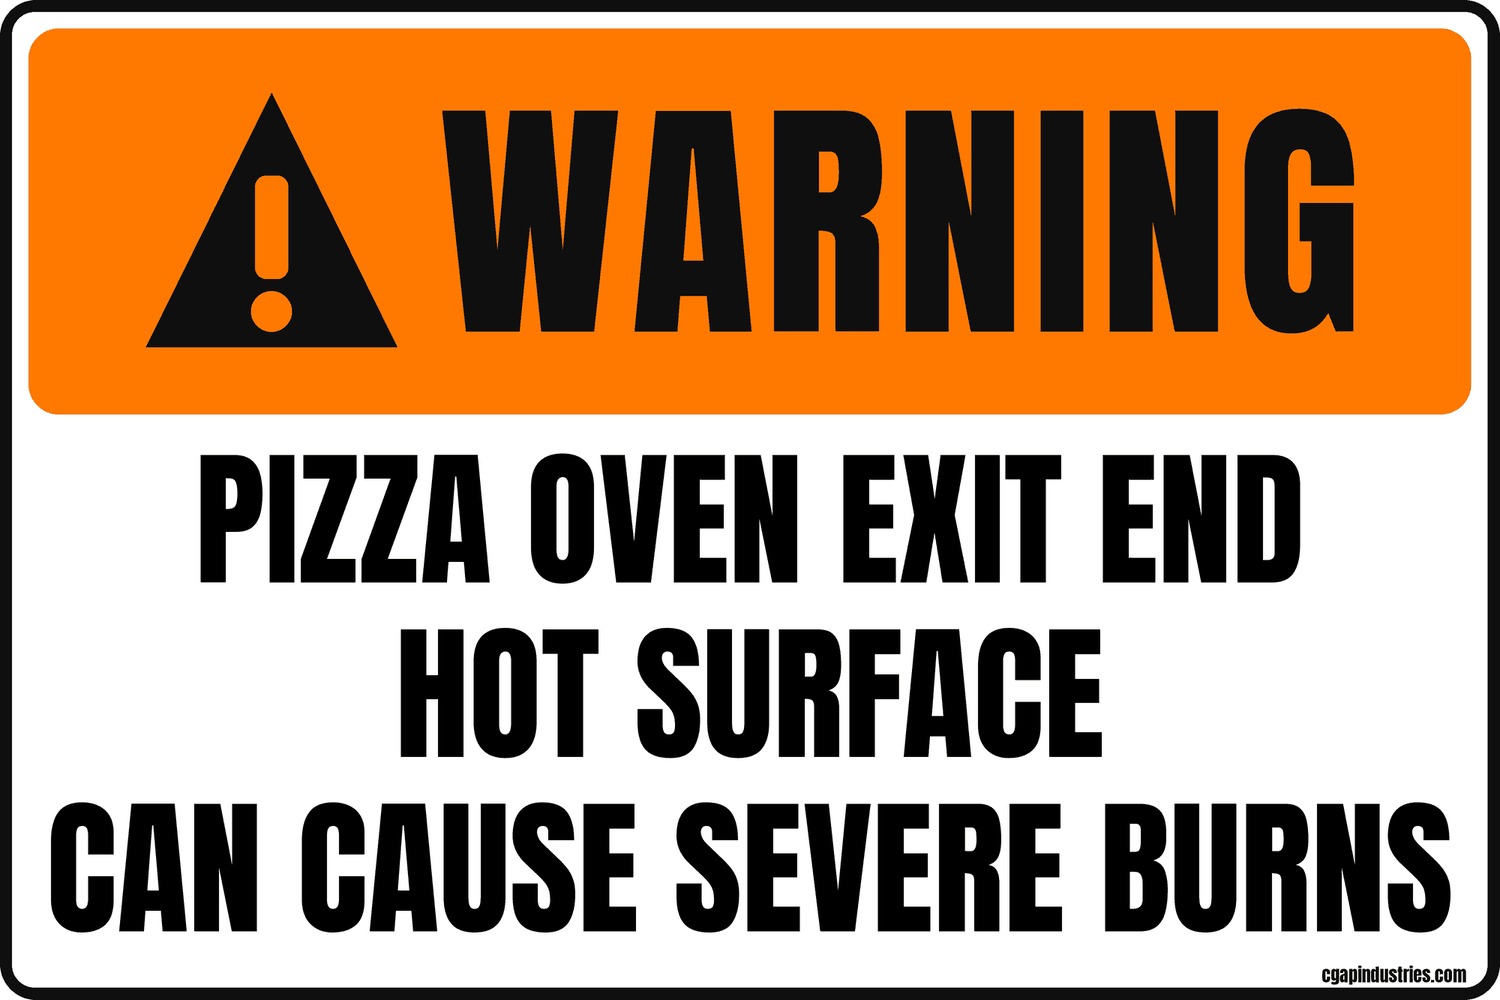 WARNING
PIZZA OVEN EXIT END
HOT SURFACE
CAN CAUSE SEVERE BURNS
cgapindustries.com